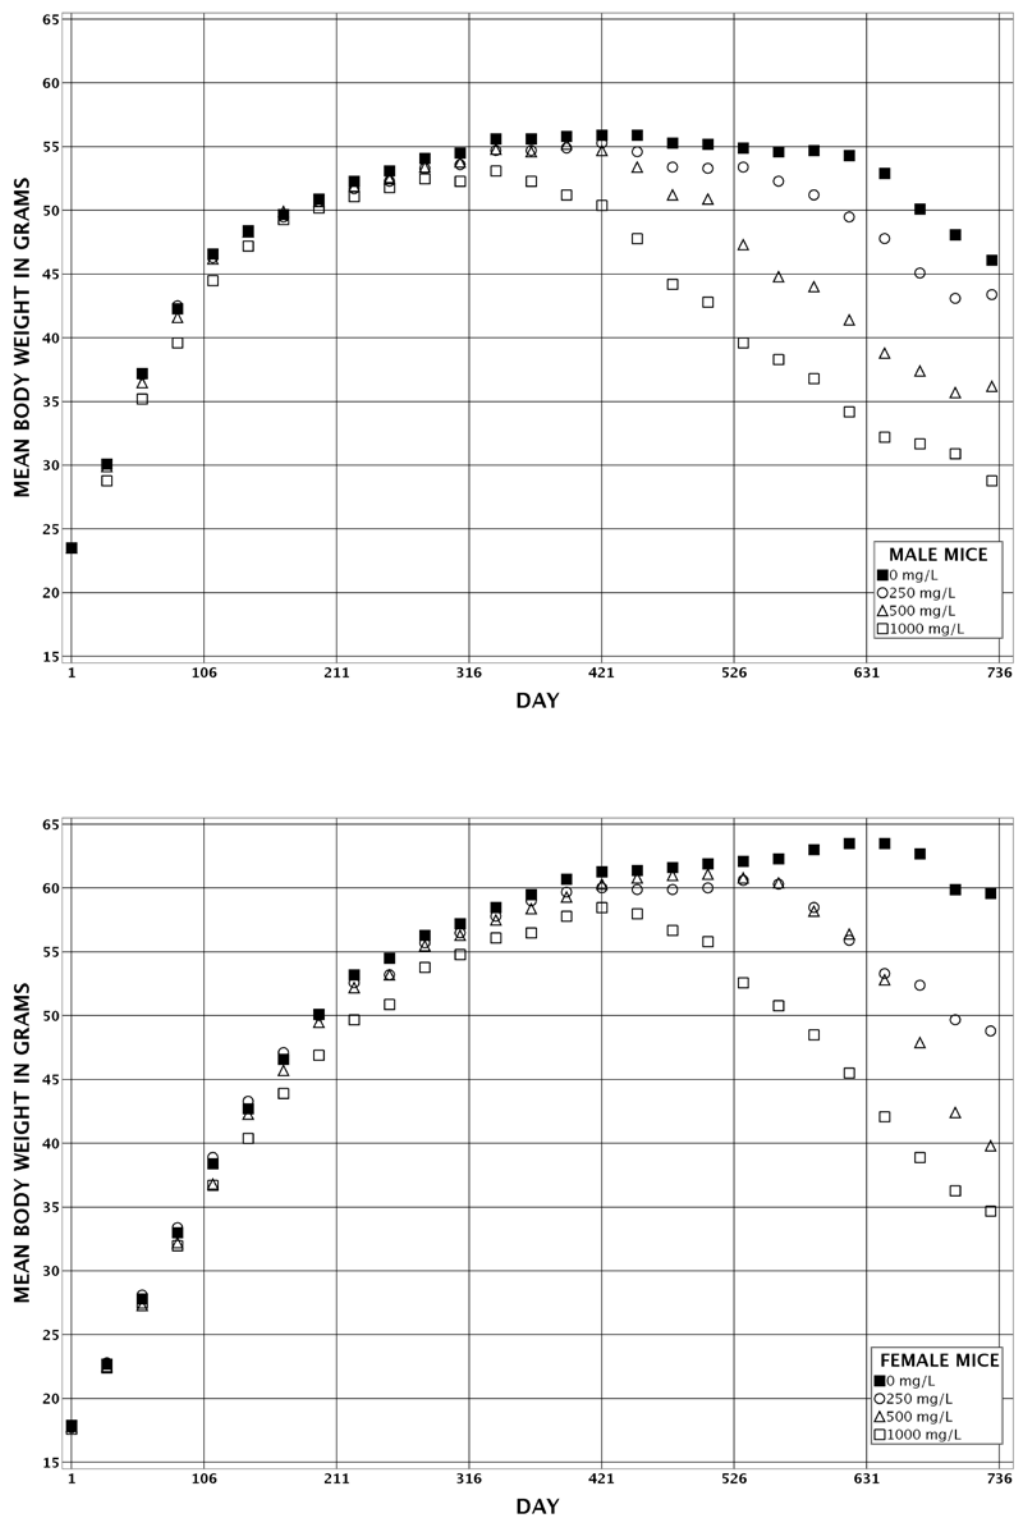 65
60
55
50
45
40
35
30
25
20
15
MEAN BODY WEIGHT IN GRAMS
MALE MICE
0 mg/L
250 mg/L
500 mg/L
1000 mg/L
1 106 211 316 421 526 631 736
DAY
65
60
55
50
45
40
35
30
25
20
15
MEAN BODY WEIGHT IN GRAMS
FEMALE MICE
0 mg/L
250 mg/L
500 mg/L
1000 mg/L
1 106 211 316 421 526 631 736
DAY